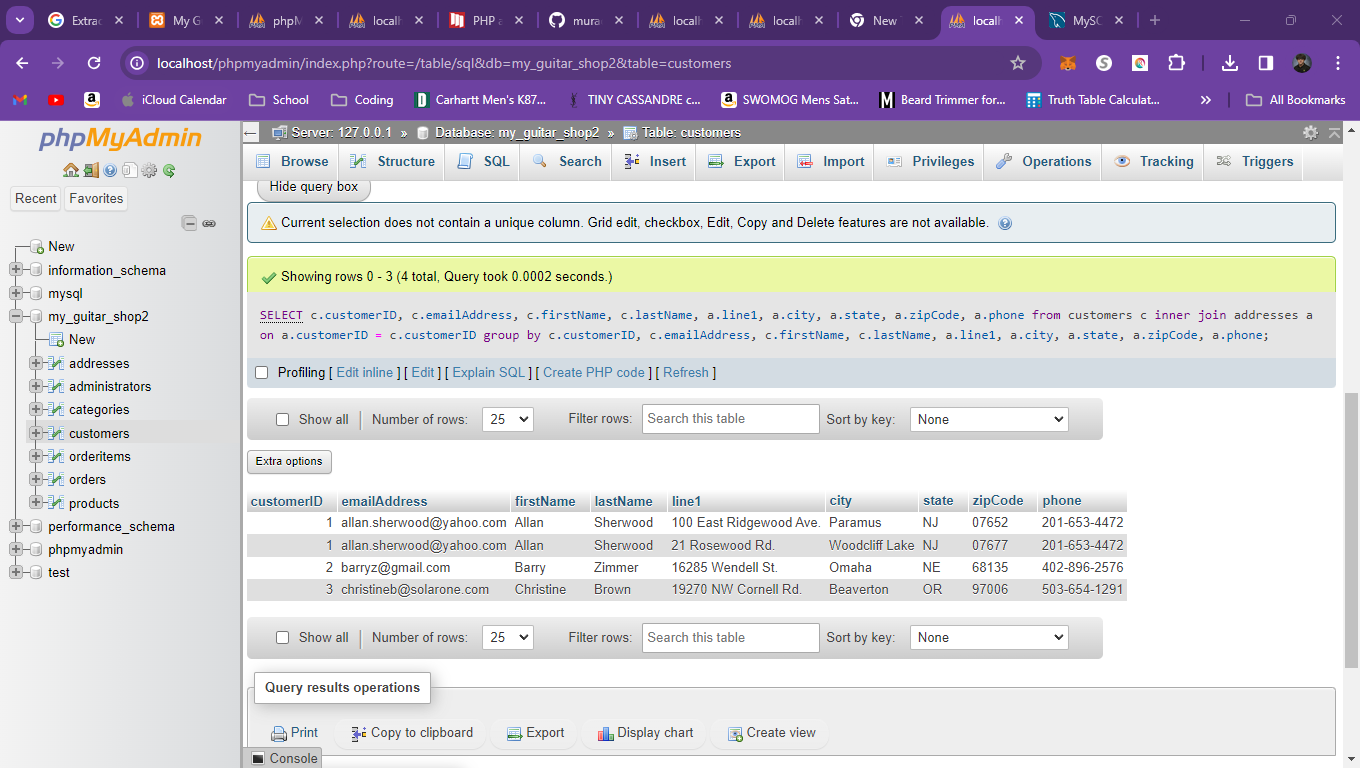 Extrac
My G
phpM
localh
PHP a
mura
localh
localh
New T
localh
MySQ
localhost/phpmyadmin/index.php?route=/table/sql&db=my_guitar_shop2&table=customers
iCloud Calendar
School
Coding
Carhartt Men's K87...
TINY CASSANDRE c...
SWOMOG Mens Sat...
Beard Trimmer for...
Truth Table Calculat...
»
All Bookmarks
phpMyAdmin
Recent
Favorites
New
information_schema
mysql
my_guitar_shop2
New
addresses
administrators
categories
customers
orderitems
orders
products
performance_schema
phpmyadmin
test
Server: 127.0.0.1 » Database: my_guitar_shop2 » Table: customers
Browse
Structure
SQL
Search
Insert
Export
Import
Privileges
Operations
Tracking
Triggers
Hide query box
Current selection does not contain a unique column. Grid edit, checkbox, Edit, Copy and Delete features are not available.
Showing rows 0 - 3 (4 total, Query took 0.0002 seconds.)
SELECT c.customerID, c.emailAddress, c.firstName, c.lastName, a.line1, a.city, a.state, a.zipCode, a.phone from customers c inner join addresses a
on a.customerID = c.customerID group by c.customerID, c.emailAddress, c.firstName, c.lastName, a.line1, a.city, a.state, a.zipCode, a.phone;
Profiling [ Edit inline ] [ Edit ] [ Explain SQL ] [ Create PHP code ] [ Refresh ]
Show all | Number of rows: 25 Filter rows: Search this table Sort by key: None
Extra options
customerID emailAddress firstName lastName line1 city state zipCode phone
1 allan.sherwood@yahoo.com Allan Sherwood 100 East Ridgewood Ave. Paramus NJ 07652 201-653-4472
1 allan.sherwood@yahoo.com Allan Sherwood 21 Rosewood Rd. Woodcliff Lake NJ 07677 201-653-4472
2 barryz@gmail.com Barry Zimmer 16285 Wendell St. Omaha NE 68135 402-896-2576
3 christineb@solarone.com Christine Brown 19270 NW Cornell Rd. Beaverton OR 97006 503-654-1291
Show all | Number of rows: 25 Filter rows: Search this table Sort by key: None
Query results operations
Print
Copy to clipboard
Export
Display chart
Create view
Console